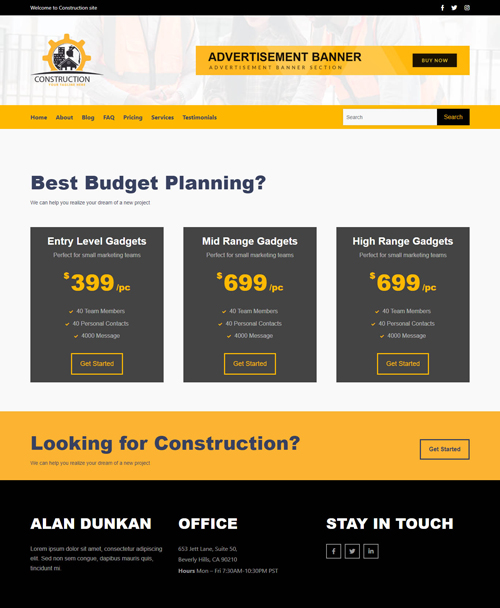 Welcome to Construction site
CONSTRUCTION
YOUR TAGLINE HERE
ADVERTISEMENT BANNER
ADVERTISEMENT BANNER SECTION
BUY NOW
Home About Blog FAQ Pricing Services Testimonials
Search Search
Best Budget Planning?
We can help you realize your dream of a new project
Entry Level Gadgets
Perfect for small marketing teams
$399/pc
40 Team Members
40 Personal Contacts
4000 Message
Get Started
Mid Range Gadgets
Perfect for small marketing teams
$699/pc
40 Team Members
40 Personal Contacts
4000 Message
Get Started
High Range Gadgets
Perfect for small marketing teams
$699/pc
40 Team Members
40 Personal Contacts
4000 Message
Get Started
Looking for Construction?
We can help you realize your dream of a new project
Get Started
ALAN DUNKAN
Lorem ipsum dolor sit amet, consectetur adipiscing
elit. Sed non sem congue, dapibus mauris quis,
tincidunt mi.
OFFICE
653 Jett Lane, Suite 50,
Beverly Hills, CA 90210
Hours Mon – Fri 7:30AM-10:30PM PST
STAY IN TOUCH